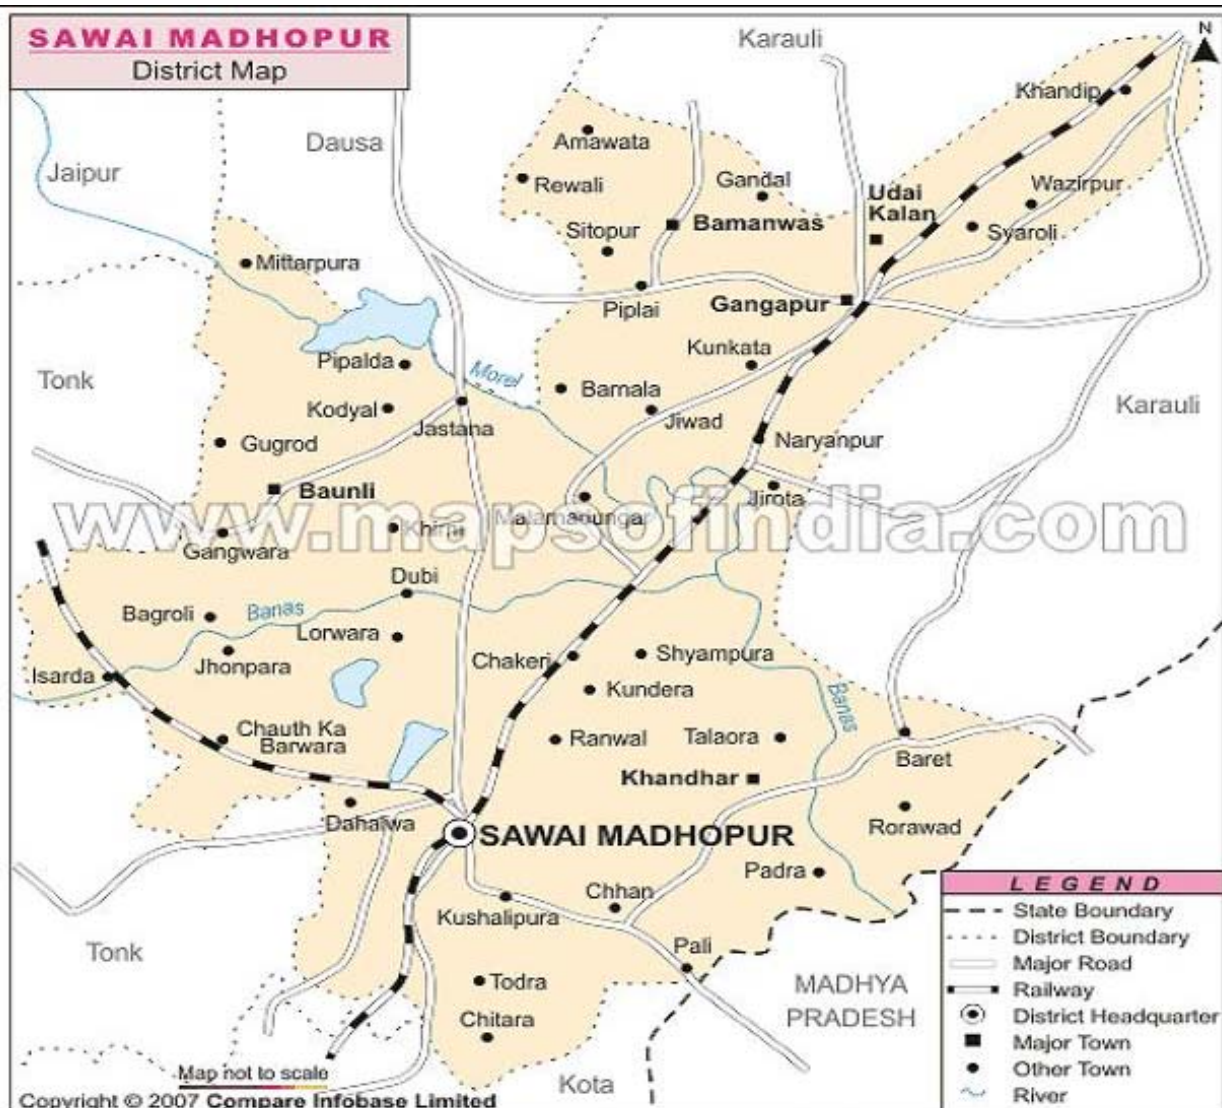 SAWAI MADHOPUR
District Map
N
Karauli
Khandip
Dausa
Amawata
Jaipur
Rewali
Gandal
Wazirpur
Udai
Kalan
Bamanwas
Sitopur
Syaroli
Mittarpura
Piplai
Gangapur
Kunkata
Pipalda
Morel
Tonk
Barnala
Karauli
Kodyal
Jiwad
Jastana
Gugrod
Naryanpur
Baunli
Jirota
www.mapsofindia.com
Malarnadungar
Khirni
Gangwara
Dubi
Bagroli
Banas
Lorwara
Jhonpara
Chakeri
Shyampura
Isarda
Kundera
Banas
Chauth Ka
Barwara
Ranwal
Talaora
Baret
Khandhar
Dahalwa
Rorawad
SAWAI MADHOPUR
Padra
Chhan
Kushalipura
Tonk
Pali
Todra
MADHYA
PRADESH
Chitara
Kota
LEGEND
State Boundary
District Boundary
Major Road
Railway
District Headquarter
Major Town
Other Town
River
Map not to scale
Copyright © 2007 Compare Infobase Limited